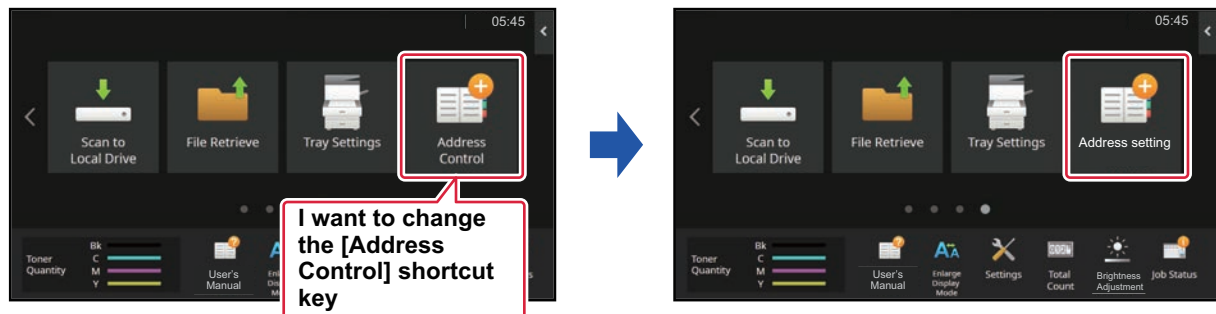 05:45
Scan to
Local Drive
File Retrieve
Tray Settings
Address
Control
I want to change
the [Address
Control] shortcut
key
Toner
Quantity
Bk
C
M
Y
User's
Manual
05:45
Scan to
Local Drive
File Retrieve
Tray Settings
Address setting
Toner
Quantity
Bk
C
M
Y
User's
Manual
Enlarge
Display
Mode
Settings
Total
Count
Brightness
Adjustment
Job Status